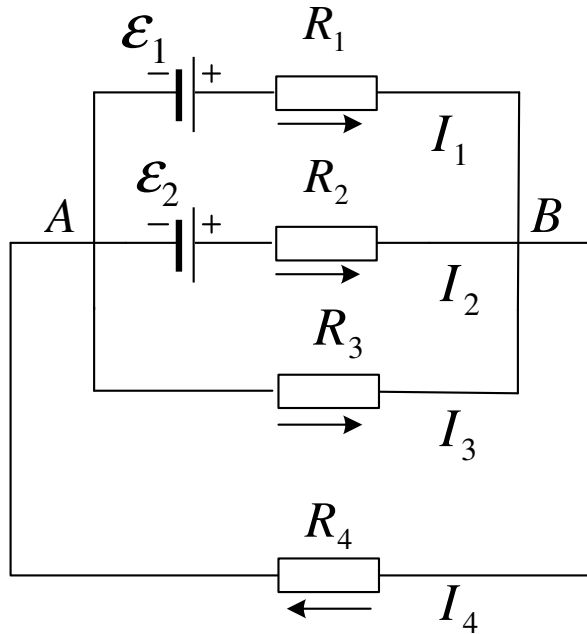 ε₁ R₁
− +
I₁
ε₂ R₂
A − + B
I₂
R₃
I₃
R₄
I₄